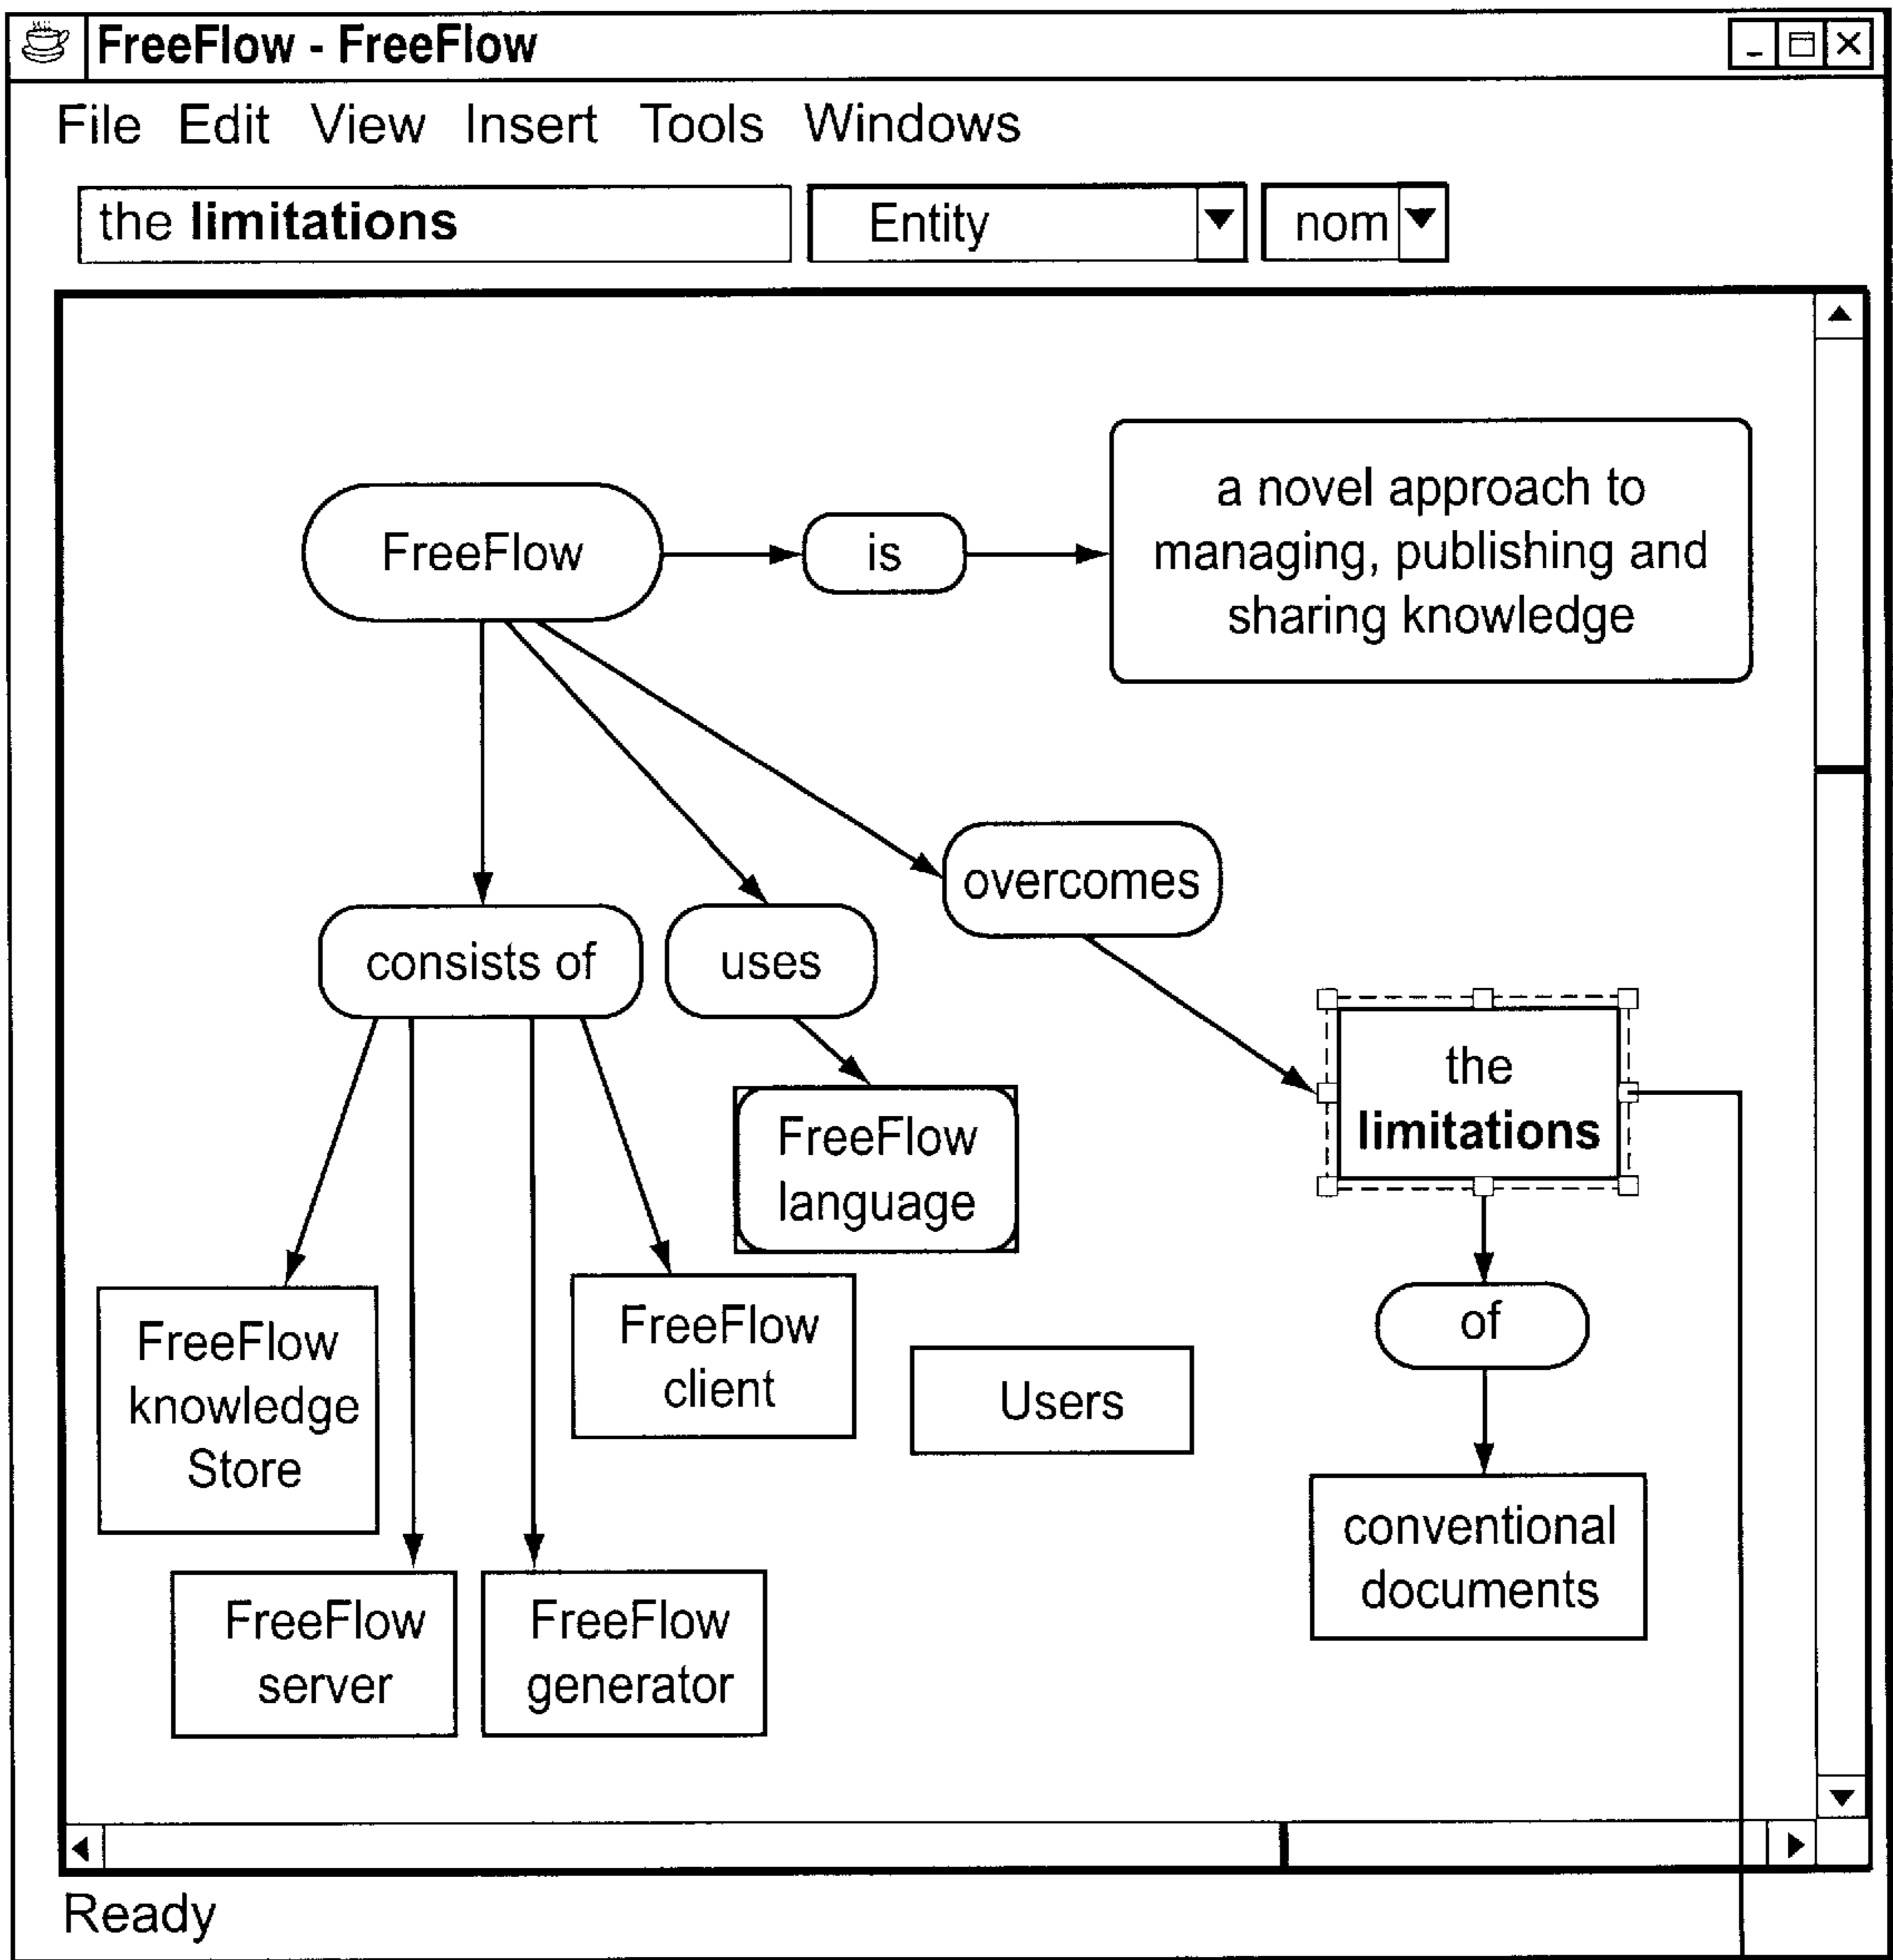 FreeFlow - FreeFlow
File Edit View Insert Tools Windows
the limitations
Entity
nom
FreeFlow
is
a novel approach to
managing, publishing and
sharing knowledge
overcomes
consists of
uses
the
limitations
FreeFlow
language
FreeFlow
knowledge
Store
FreeFlow
client
Users
of
conventional
documents
FreeFlow
server
FreeFlow
generator
Ready